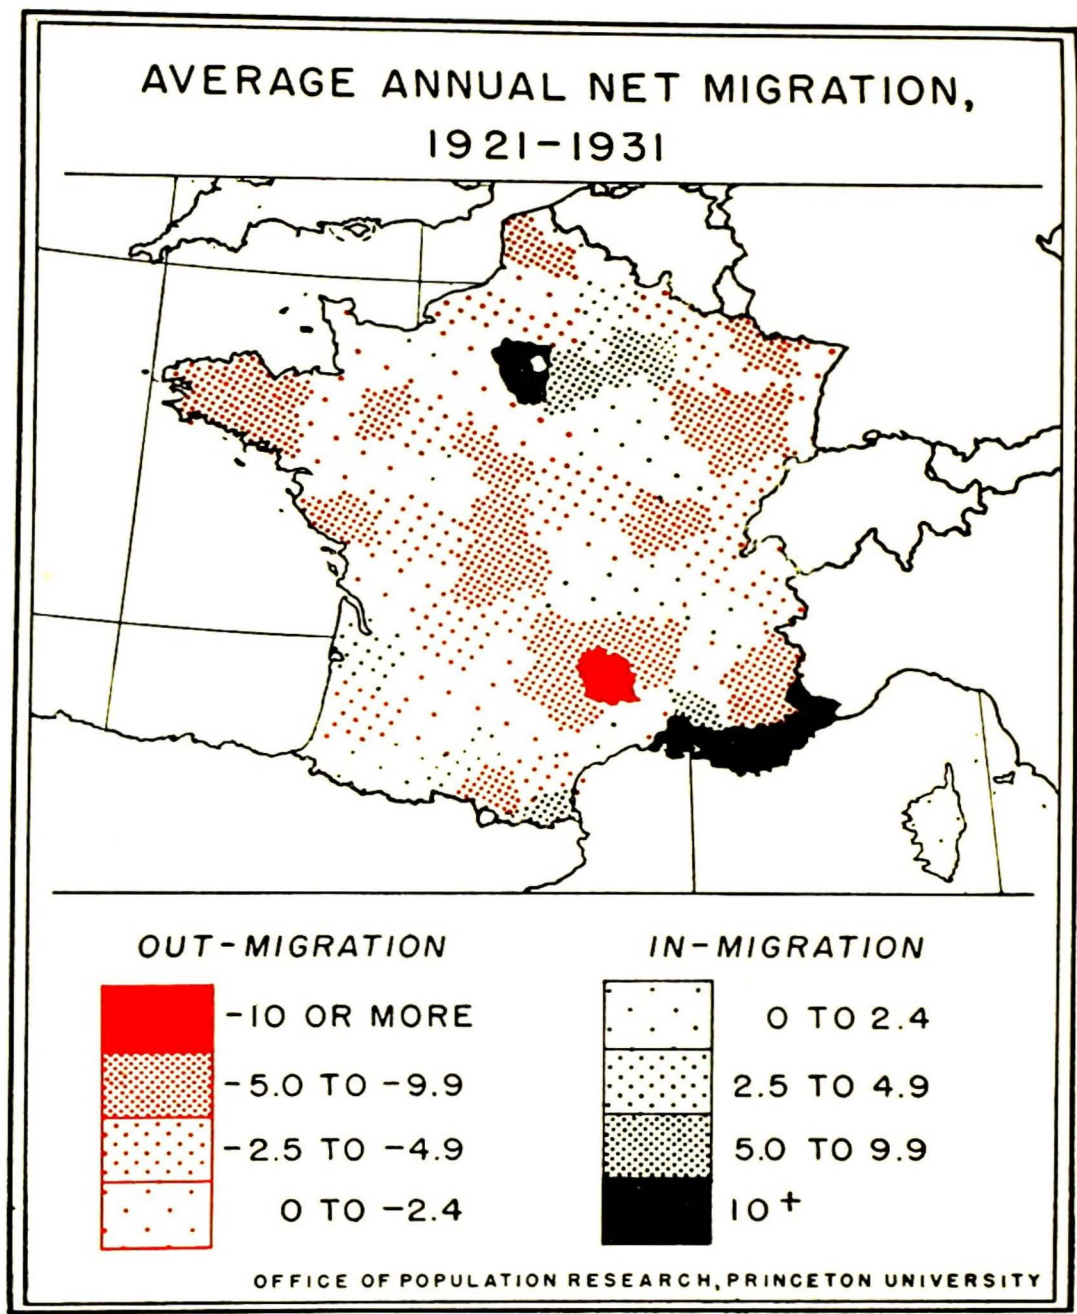 AVERAGE ANNUAL NET MIGRATION,
1921-1931
OUT-MIGRATION
-10 OR MORE
-5.0 TO -9.9
-2.5 TO -4.9
0 TO -2.4
IN-MIGRATION
0 TO 2.4
2.5 TO 4.9
5.0 TO 9.9
10+
OFFICE OF POPULATION RESEARCH, PRINCETON UNIVERSITY